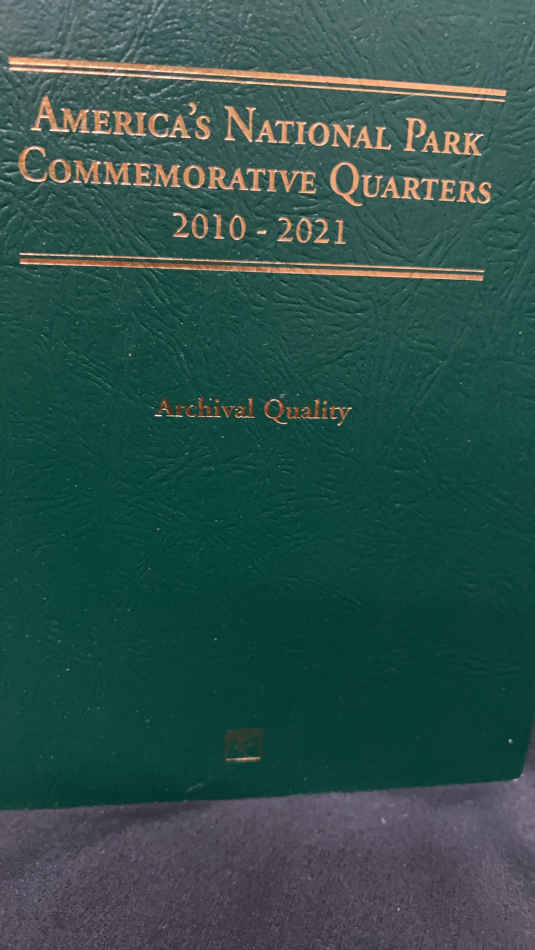 America's National Park
Commemorative Quarters
2010 - 2021
Archival Quality